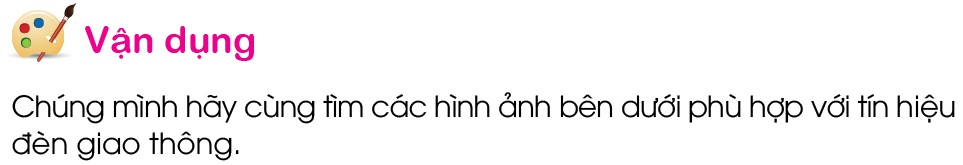 Vận dụng
Chúng mình hãy cùng tìm các hình ảnh bên dưới phù hợp với tín hiệu
đèn giao thông.